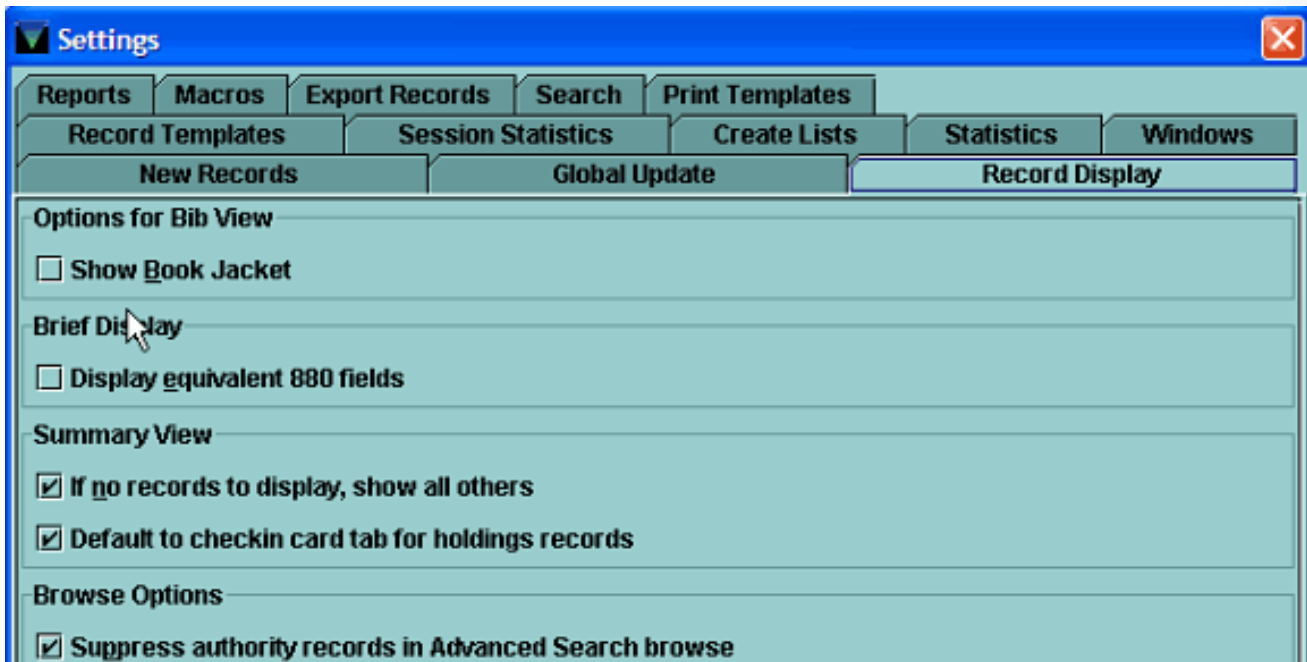 Settings
Reports Macros Export Records Search Print Templates
Record Templates Session Statistics Create Lists Statistics Windows
New Records Global Update Record Display
Options for Bib View
Show Book Jacket
Brief Display
Display equivalent 880 fields
Summary View
If no records to display, show all others
Default to checkin card tab for holdings records
Browse Options
Suppress authority records in Advanced Search browse